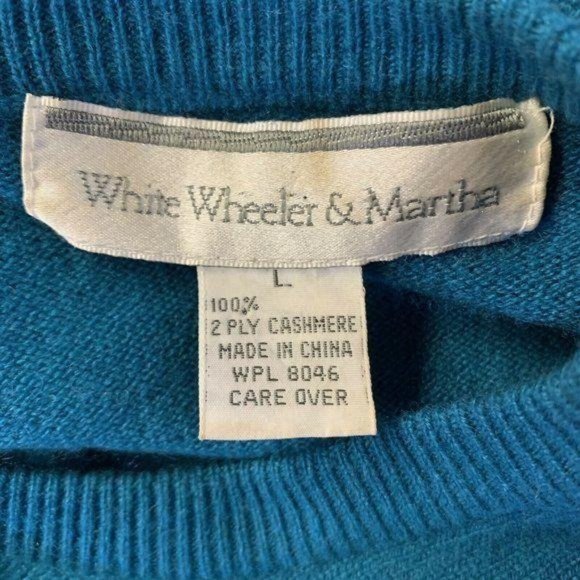 White Wheeler & Martha
L
100%
2 PLY CASHMERE
MADE IN CHINA
WPL 8046
CARE OVER